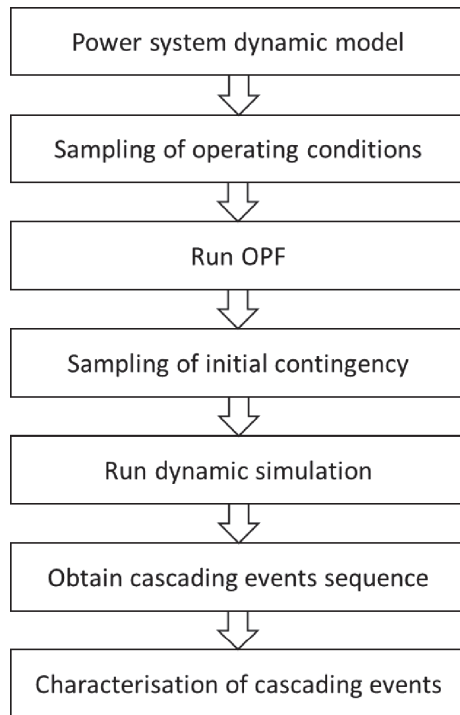 Power system dynamic model
Sampling of operating conditions
Run OPF
Sampling of initial contingency
Run dynamic simulation
Obtain cascading events sequence
Characterisation of cascading events